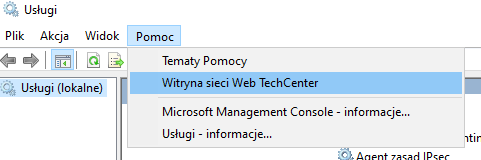 Usługi
Plik Akcja Widok Pomoc
Tematy Pomocy
Usługi (lokalne)
Witryna sieci Web TechCenter
Microsoft Management Console - informacje...
Usługi - informacje...
Agent zasad IPsec